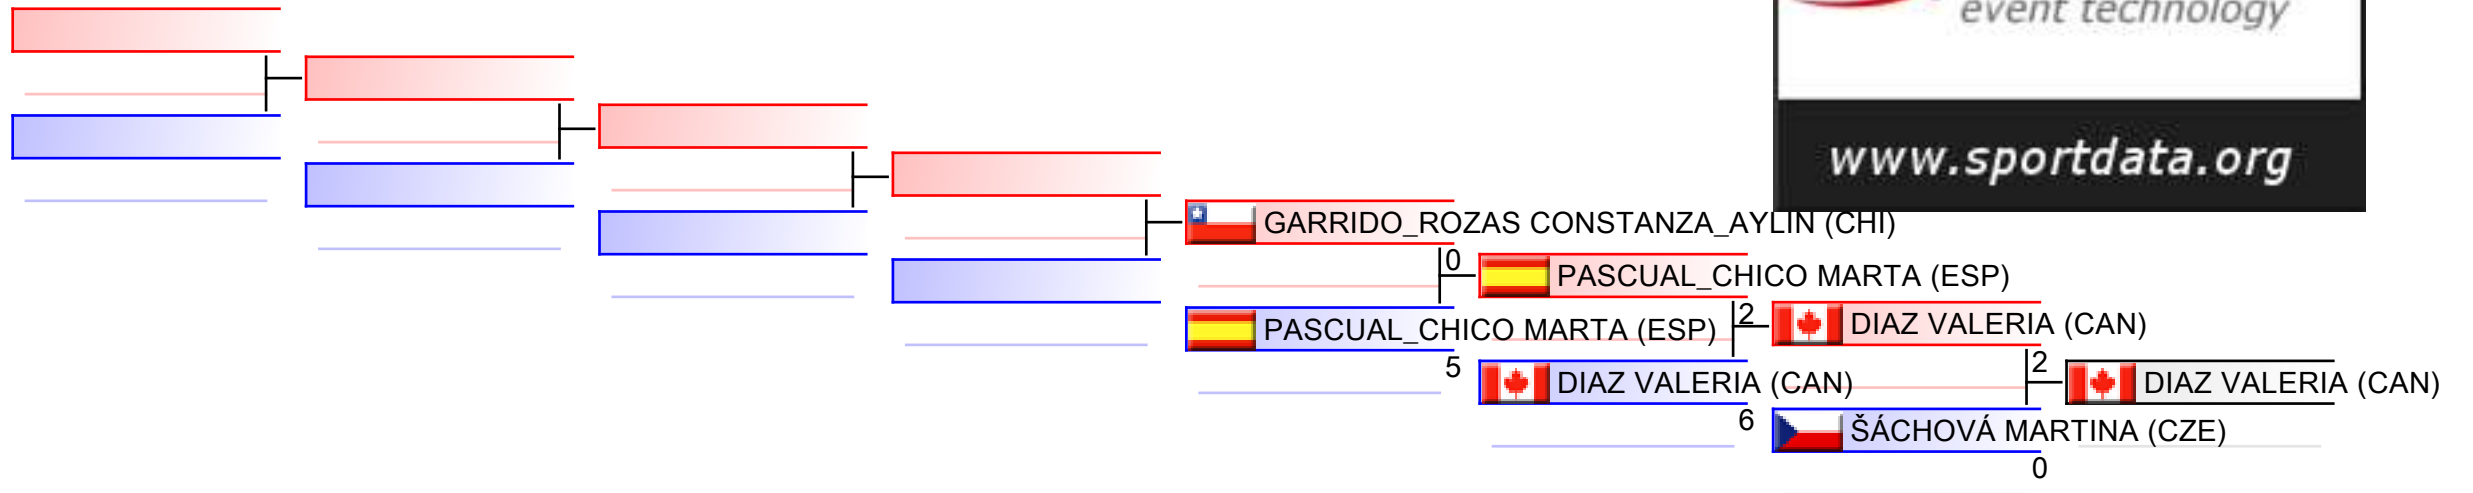 event technology
www.sportdata.org
GARRIDO_ROZAS CONSTANZA_AYLIN (CHI)
0
PASCUAL_CHICO MARTA (ESP)
PASCUAL_CHICO MARTA (ESP)
5
2
DIAZ VALERIA (CAN)
DIAZ VALERIA (CAN)
6
2
DIAZ VALERIA (CAN)
ŠÁCHOVÁ MARTINA (CZE)
0